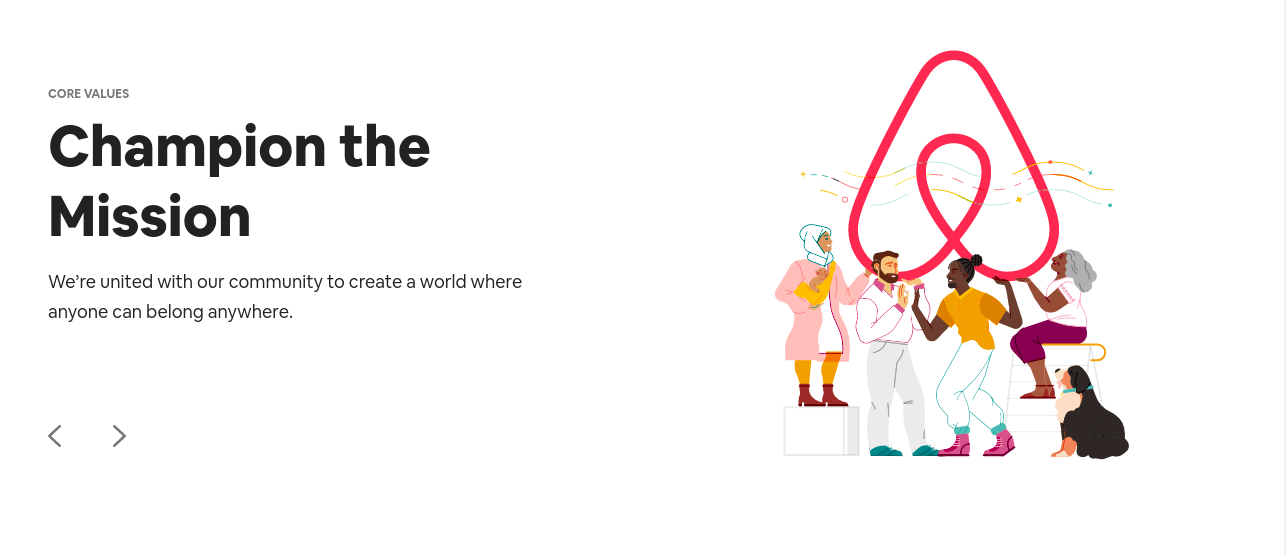 CORE VALUES
Champion the
Mission
We’re united with our community to create a world where
anyone can belong anywhere.